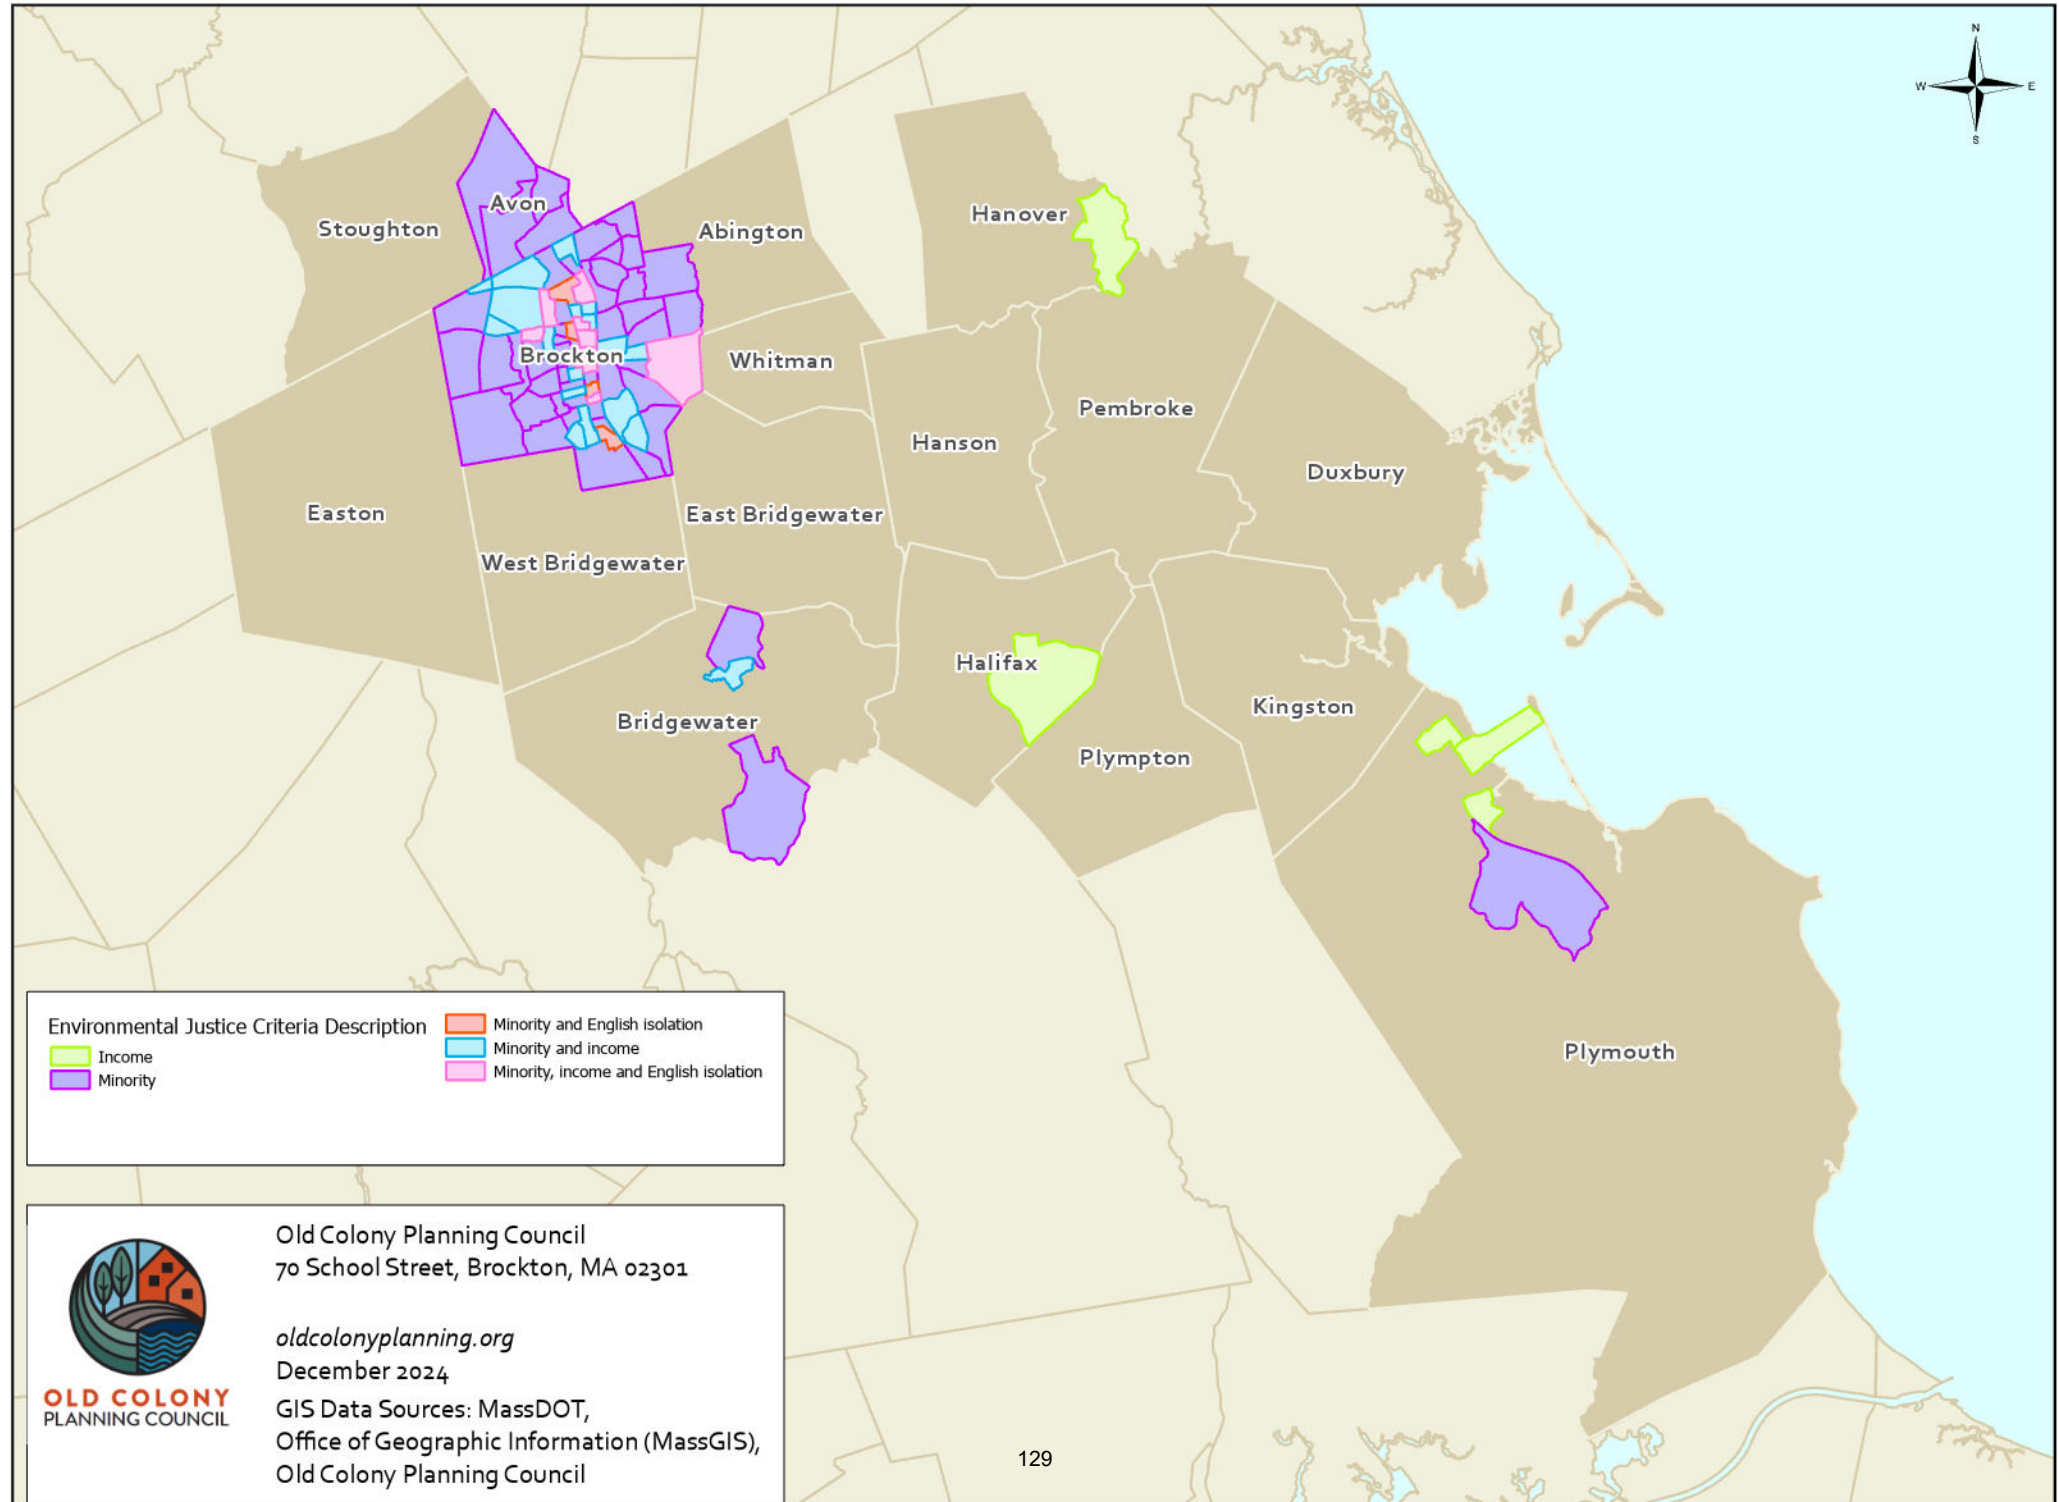 N
W E
S
Avon
Stoughton
Abington
Hanover
Brockton
Whitman
Pembroke
Hanson
Duxbury
Easton
East Bridgewater
West Bridgewater
Halifax
Bridgewater
Kingston
Plympton
Plymouth
Environmental Justice Criteria Description
Income
Minority
Minority and English isolation
Minority and income
Minority, income and English isolation
OLD COLONY
PLANNING COUNCIL
Old Colony Planning Council
70 School Street, Brockton, MA 02301
oldcolonyplanning.org
December 2024
GIS Data Sources: MassDOT,
Office of Geographic Information (MassGIS),
Old Colony Planning Council
129